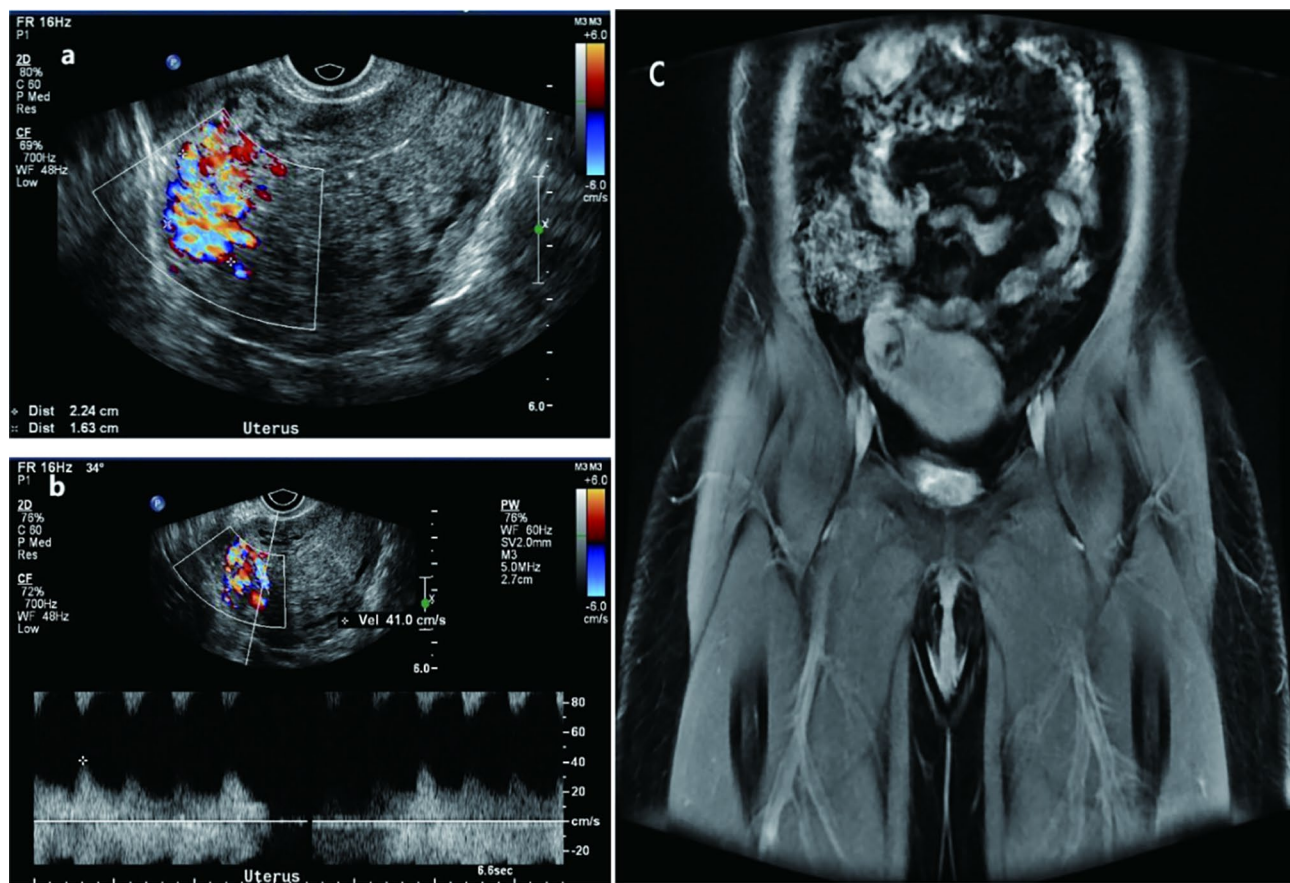 FR 16Hz
P1
a
P
M3 M3
+6.0
2D
80%
C 60
P Med
Res
CF
69%
700Hz
WF 48Hz
Low
-6.0
cm/s
Dist 2.24 cm
Dist 1.63 cm
6.0
Uterus
FR 16Hz 34°
P1
b
P
M3 M3
+6.0
2D
76%
C 60
P Med
Res
CF
72%
700Hz
WF 48Hz
Low
PW
76%
WF 60Hz
SV2.0mm
M3
5.0MHz
2.7cm
-6.0
cm/s
Vel 41.0 cm/s
6.0
80
60
40
20
cm/s
-20
6.6sec
Uterus
C